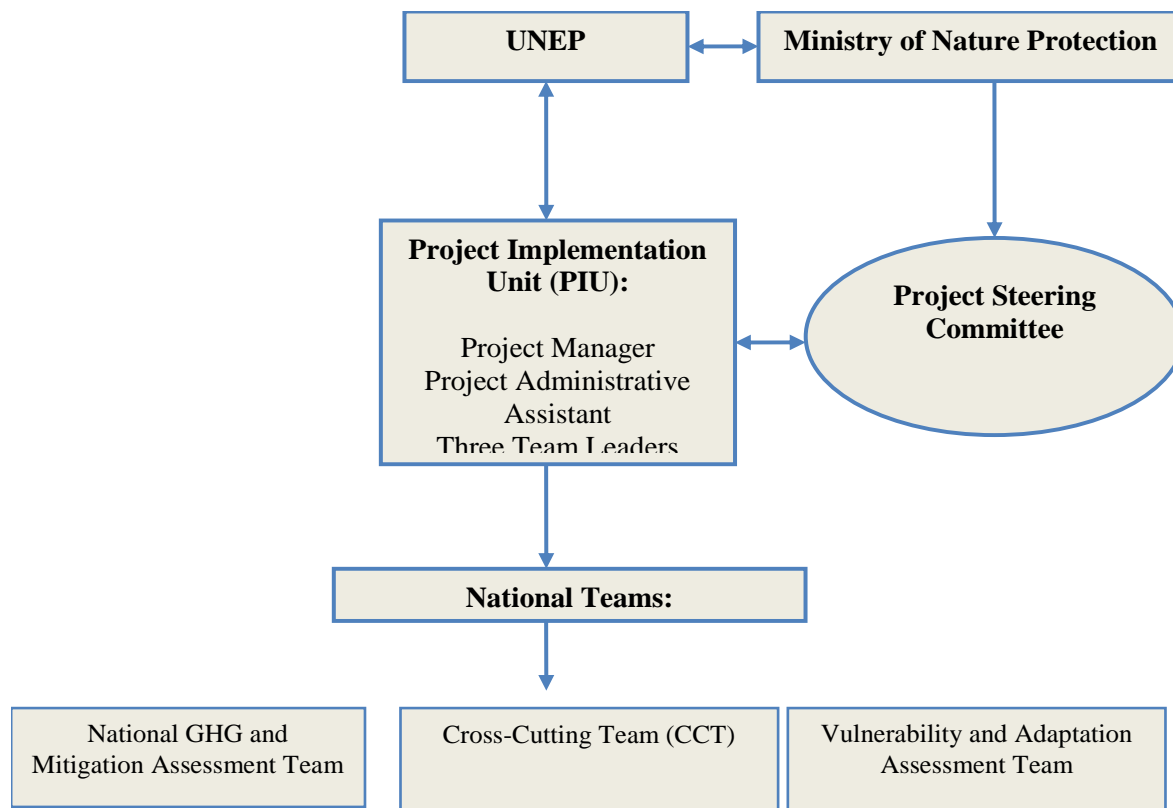 UNEP
Ministry of Nature Protection
Project Implementation
Unit (PIU):
Project Manager
Project Administrative
Assistant
Three Team Leaders
Project Steering
Committee
National Teams:
National GHG and
Mitigation Assessment Team
Cross-Cutting Team (CCT)
Vulnerability and Adaptation
Assessment Team